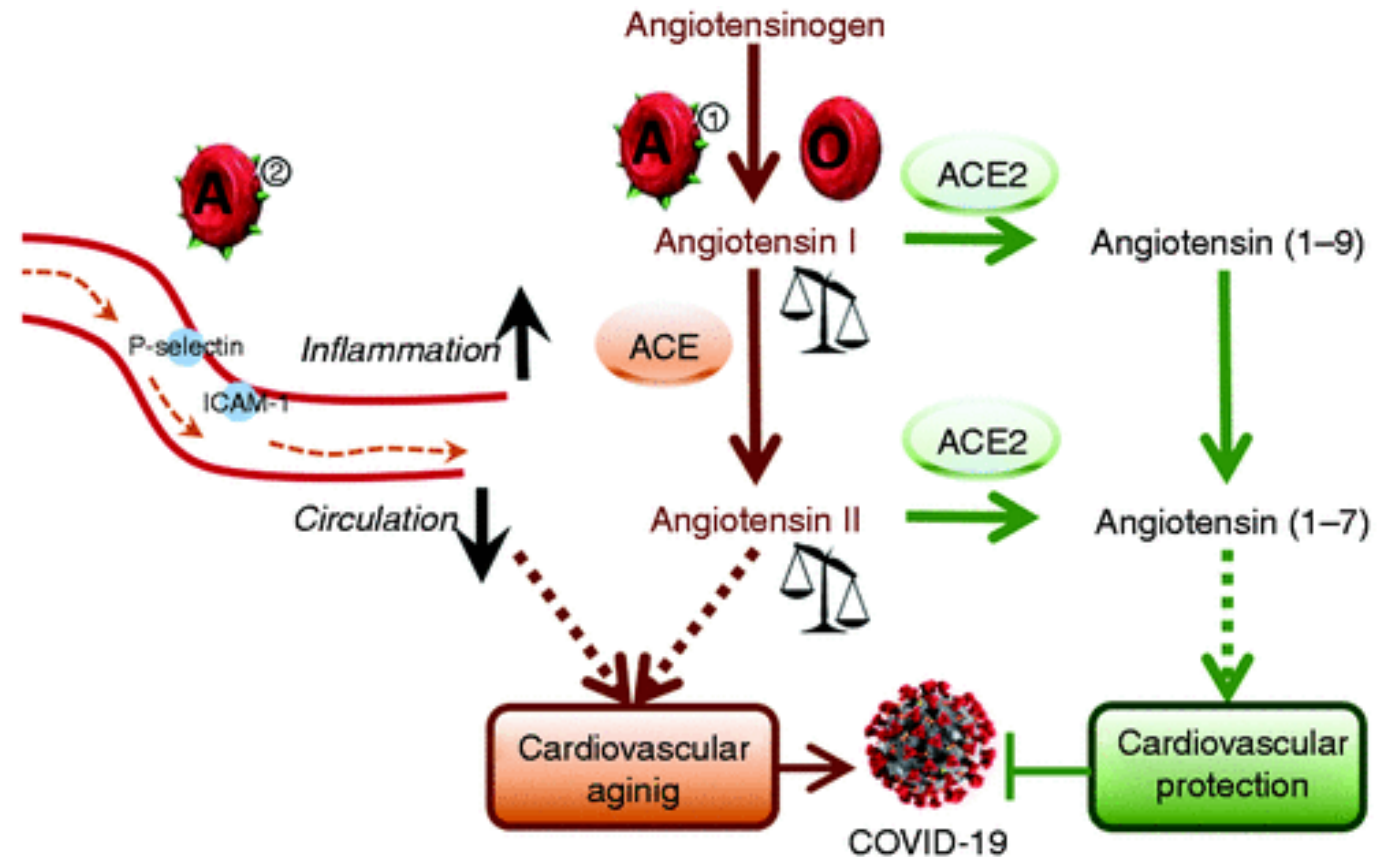 Angiotensinogen
A
①
O
A
②
ACE2
Angiotensin I
Angiotensin (1–9)
P-selectin
Inflammation
ACE
ICAM-1
ACE2
Circulation
Angiotensin II
Angiotensin (1–7)
Cardiovascular
aginig
Cardiovascular
protection
COVID-19